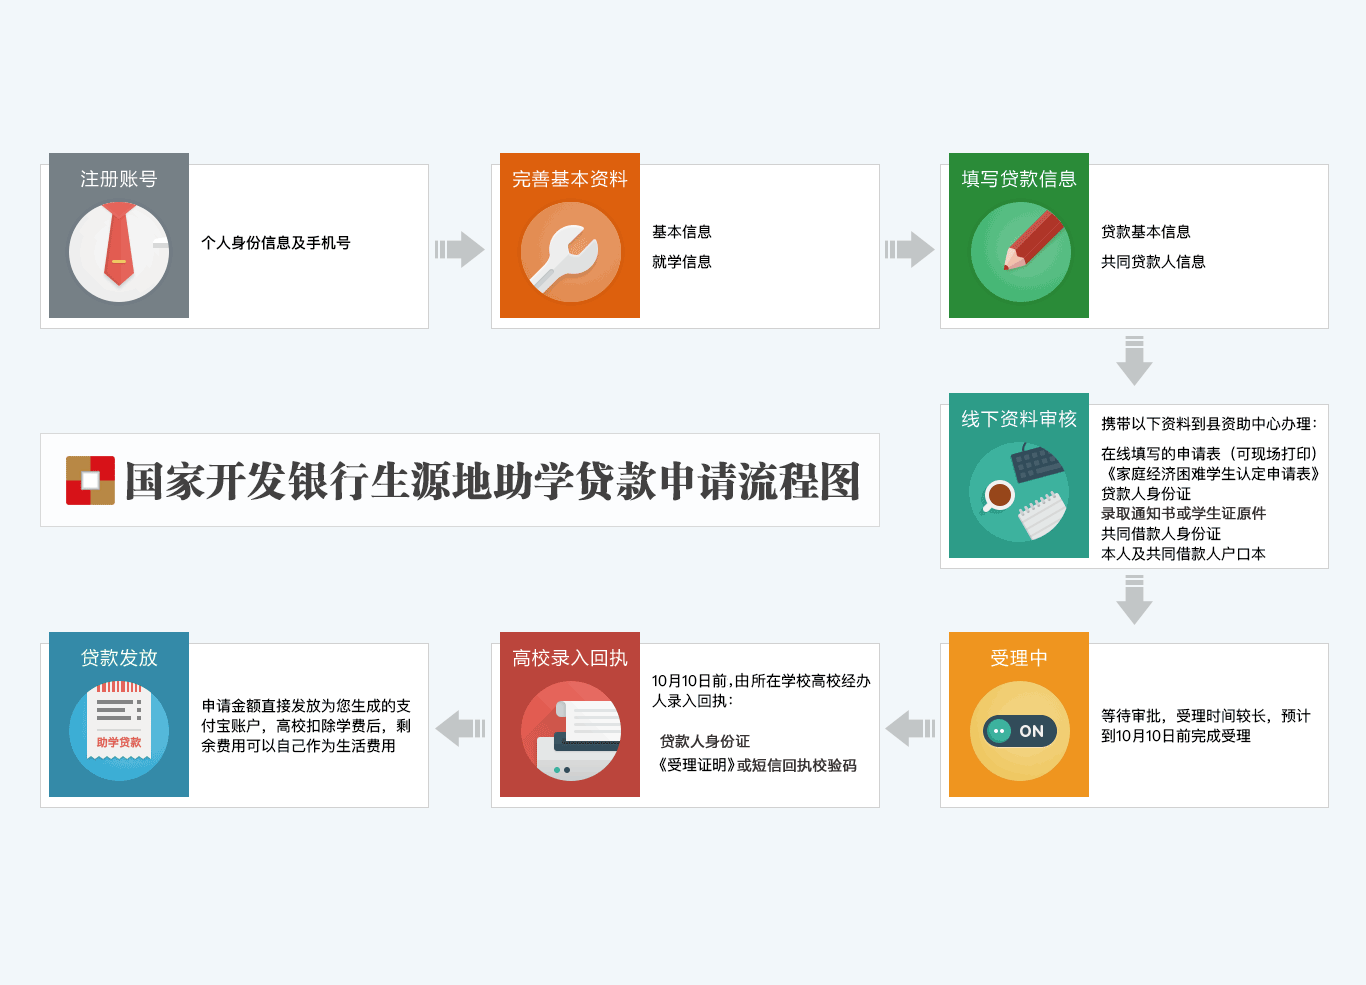 注册账号
个人身份信息及手机号
完善基本资料
基本信息
就学信息
填写贷款信息
贷款基本信息
共同贷款人信息
线下资料审核
携带以下资料到县资助中心办理：
在线填写的申请表（可现场打印）
《家庭经济困难学生认定申请表》
贷款人身份证
录取通知书或学生证原件
共同借款人身份证
本人及共同借款人户口本
国家开发银行生源地助学贷款申请流程图
贷款发放
助学贷款
申请金额直接发放为您生成的支
付宝账户，高校扣除学费后，剩
余费用可以自己作为生活费用
高校录入回执
10月10日前，由所在学校高校经办
人录入回执：
贷款人身份证
《受理证明》或短信回执校验码
受理中
ON
等待审批，受理时间较长，预计
到10月10日前完成受理